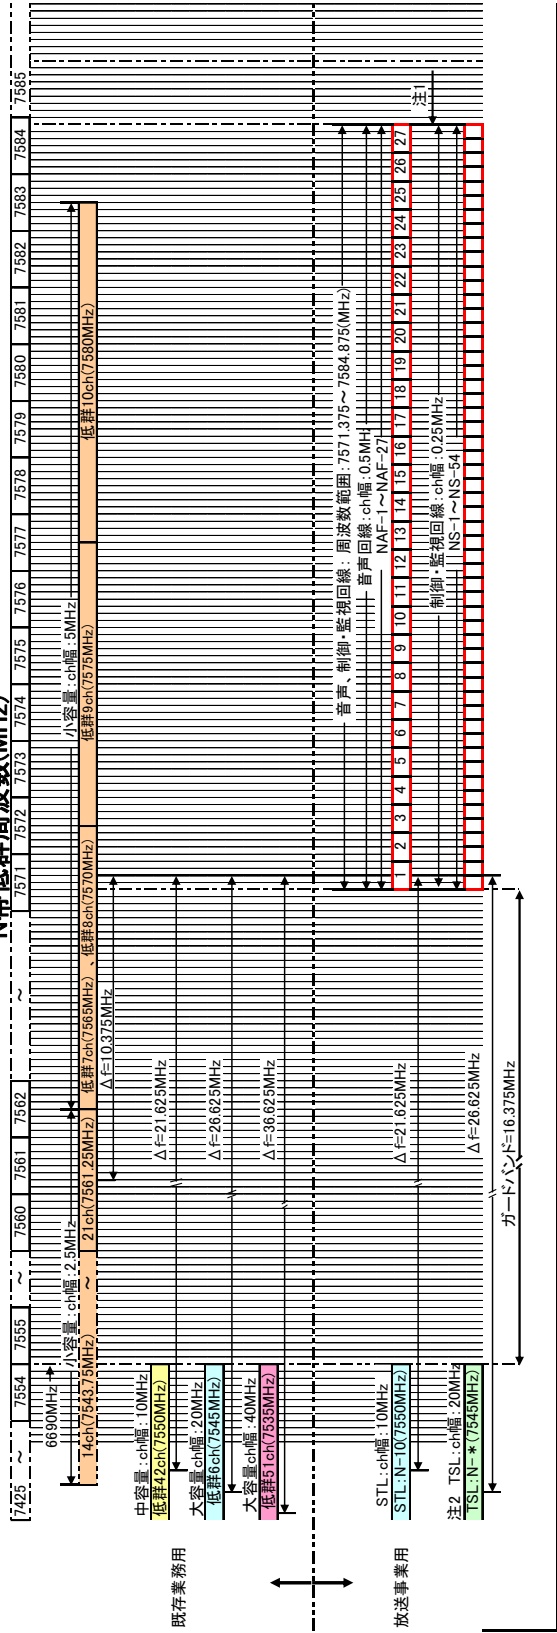 N帯低群周波数(MHz)
7425 ～ 7554 7555 ～ 7560 7561 7562 ～ 7571 7572 7573 7574 7575 7576 7577 7578 7579 7580 7581 7582 7583 7584 7585
6690MHz
小容量:ch幅:2.5MHz
小容量:ch幅:5MHz
14ch(7543.75MHz) ～ 21ch(7561.25MHz) 低群7ch(7565MHz) 、低群8ch(7570MHz) 低群9ch(7575MHz) 低群10ch(7580MHz)
Δf=10.375MHz
既存業務用
中容量:ch幅:10MHz
低群42ch(7550MHz)
Δf=21.625MHz
大容量ch幅:20MHz
低群6ch(7545MHz)
Δf=26.625MHz
大容量ch幅:40MHz
低群51ch(7535MHz)
Δf=36.625MHz
放送事業用
音声、制御・監視回線: 周波数範囲:7571.375～7584.875(MHz)
音声回線:ch幅:0.5MHz
NAF-1～NAF-27
STL:ch幅:10MHz
STL:N-10(7550MHz)
Δf=21.625MHz
1 2 3 4 5 6 7 8 9 10 11 12 13 14 15 16 17 18 19 20 21 22 23 24 25 26 27
注1
制御・監視回線:ch幅:0.25MHz
NS-1～NS-54
注2 TSL:ch幅:20MHz
TSL:N-*(7545MHz)
Δf=26.625MHz
ガードバンド=16.375MHz